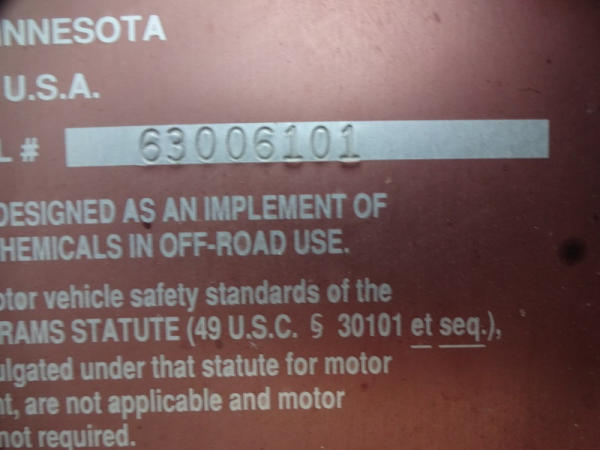 INNESOTA
U.S.A.
L # 63006101
DESIGNED AS AN IMPLEMENT OF
HEMICALS IN OFF-ROAD USE.
otor vehicle safety standards of the
RAMS STATUTE (49 U.S.C. § 30101 et seq.),
ulgated under that statute for motor
nt, are not applicable and motor
not required.